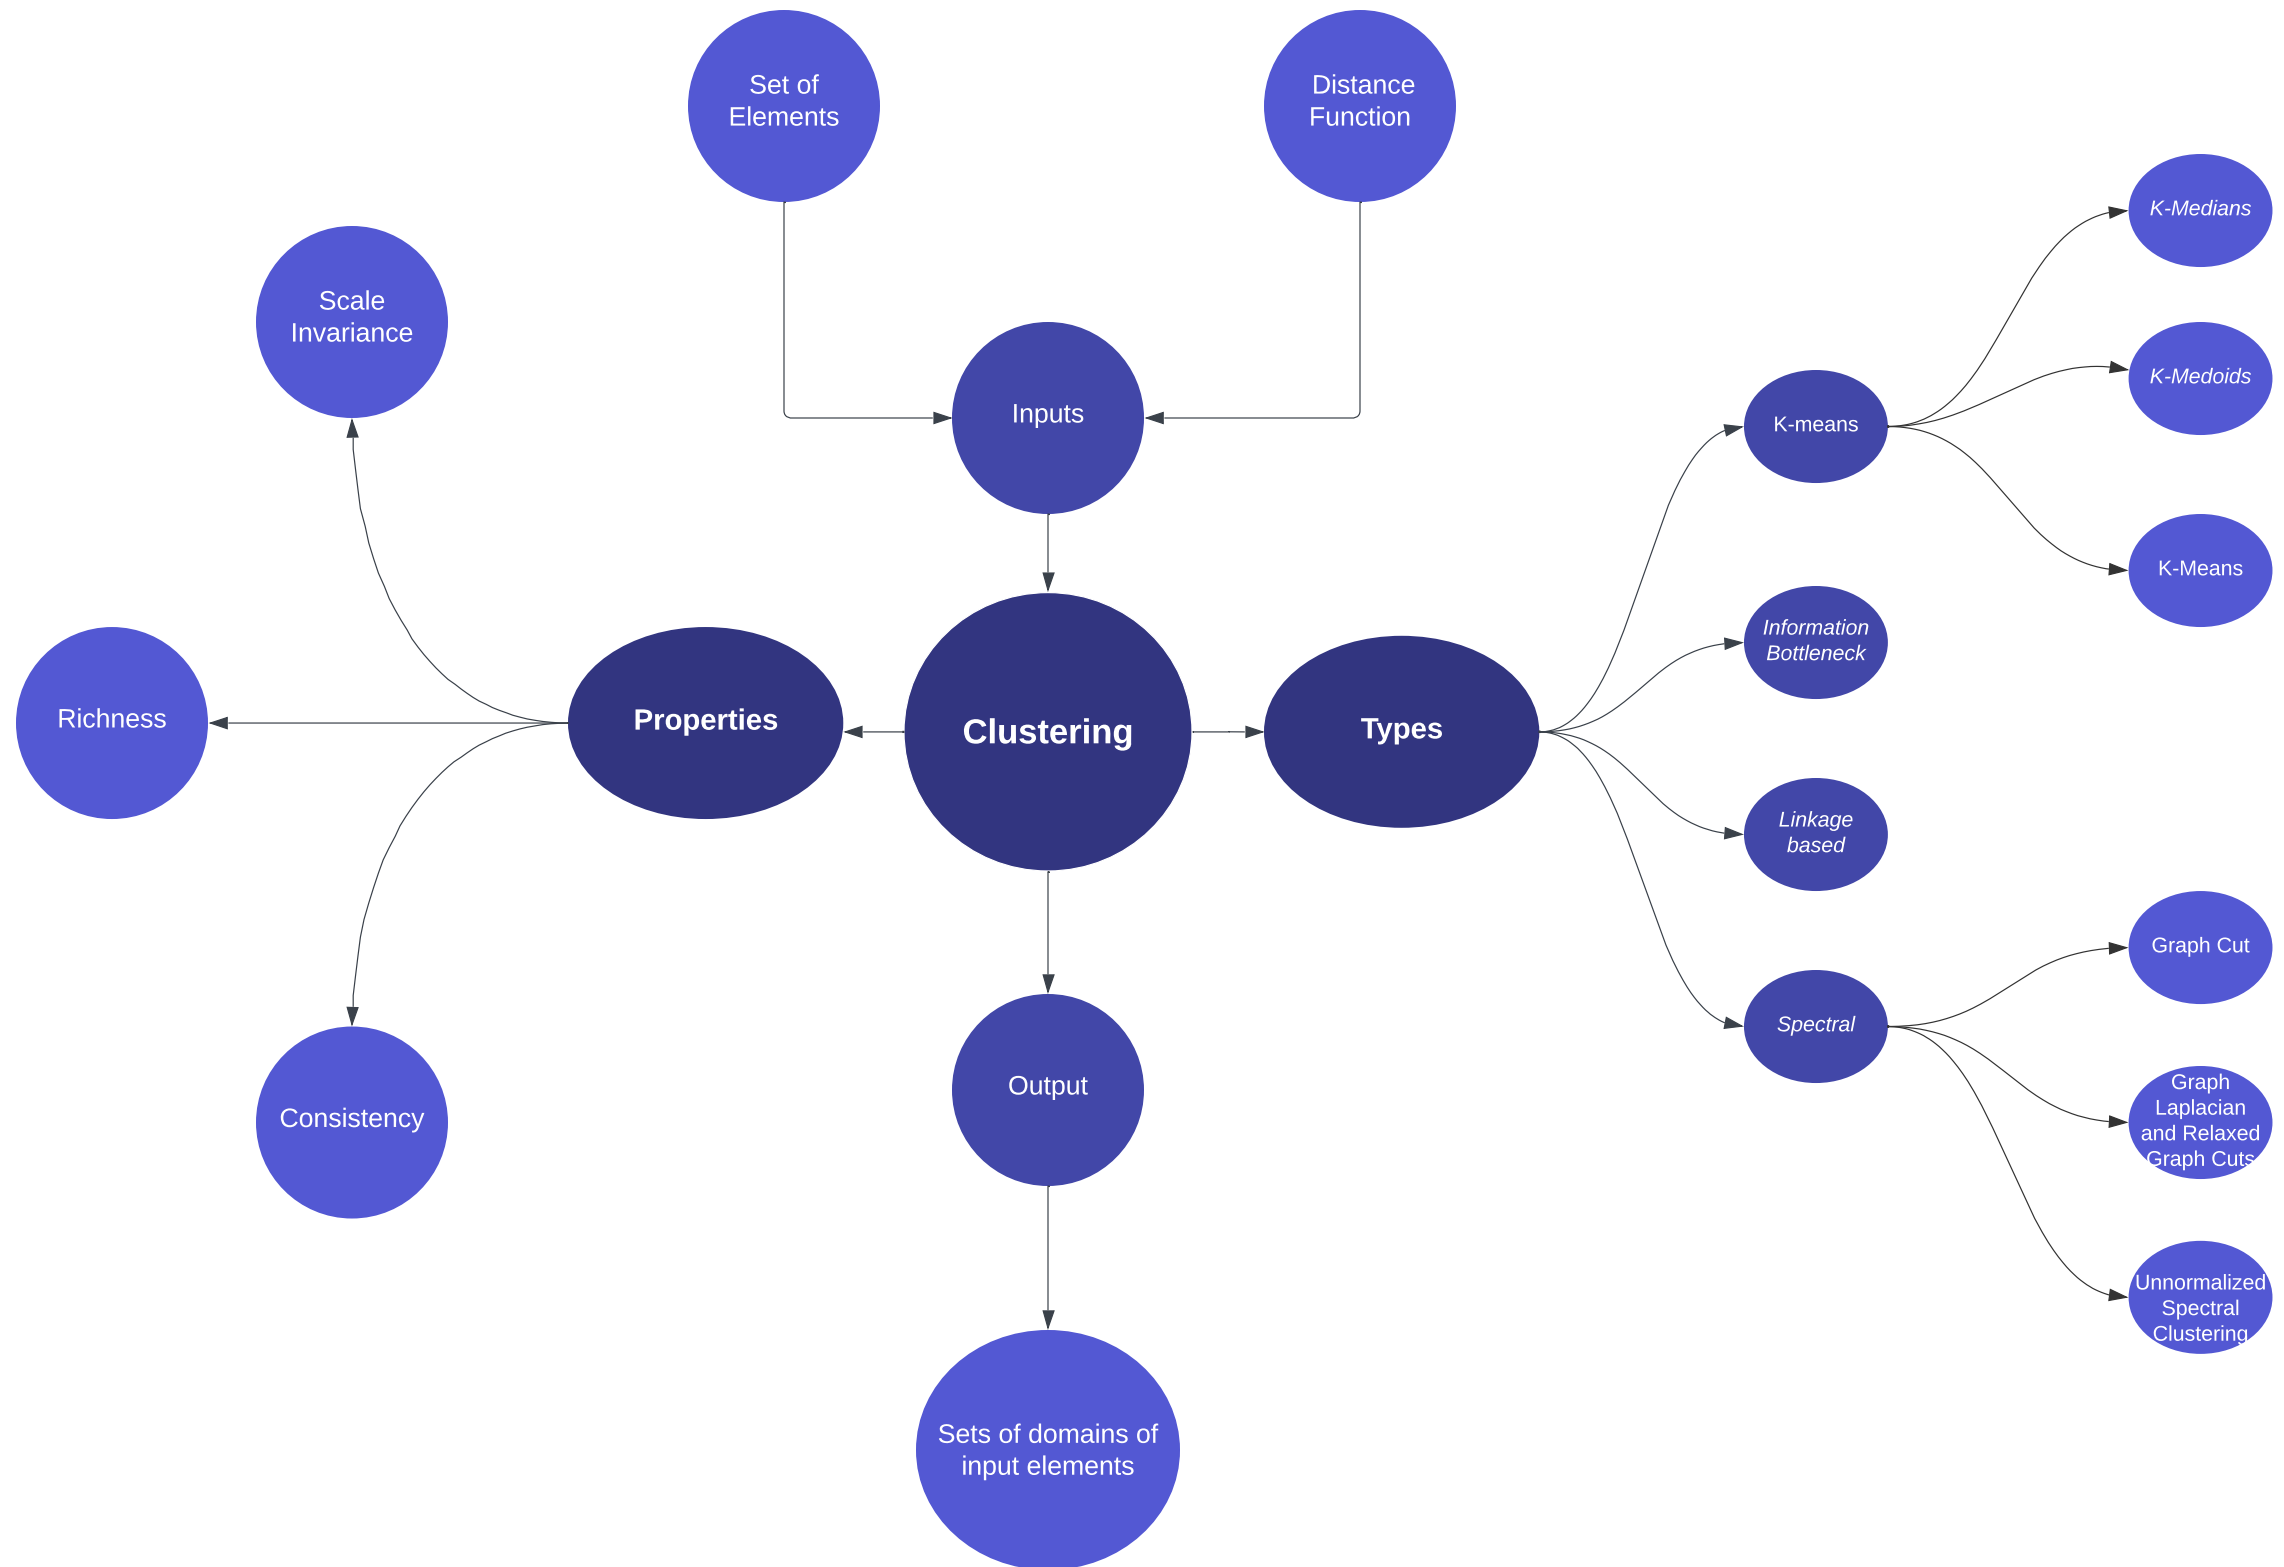 Set of
Elements
Distance
Function
Scale
Invariance
Inputs
K-Medians
K-Medoids
K-means
K-Means
Information
Bottleneck
Richness
Properties
Clustering
Types
Linkage
based
Graph Cut
Spectral
Output
Consistency
Graph
Laplacian
and Relaxed
Graph Cuts
Unnormalized
Spectral
Clustering
Sets of domains of
input elements